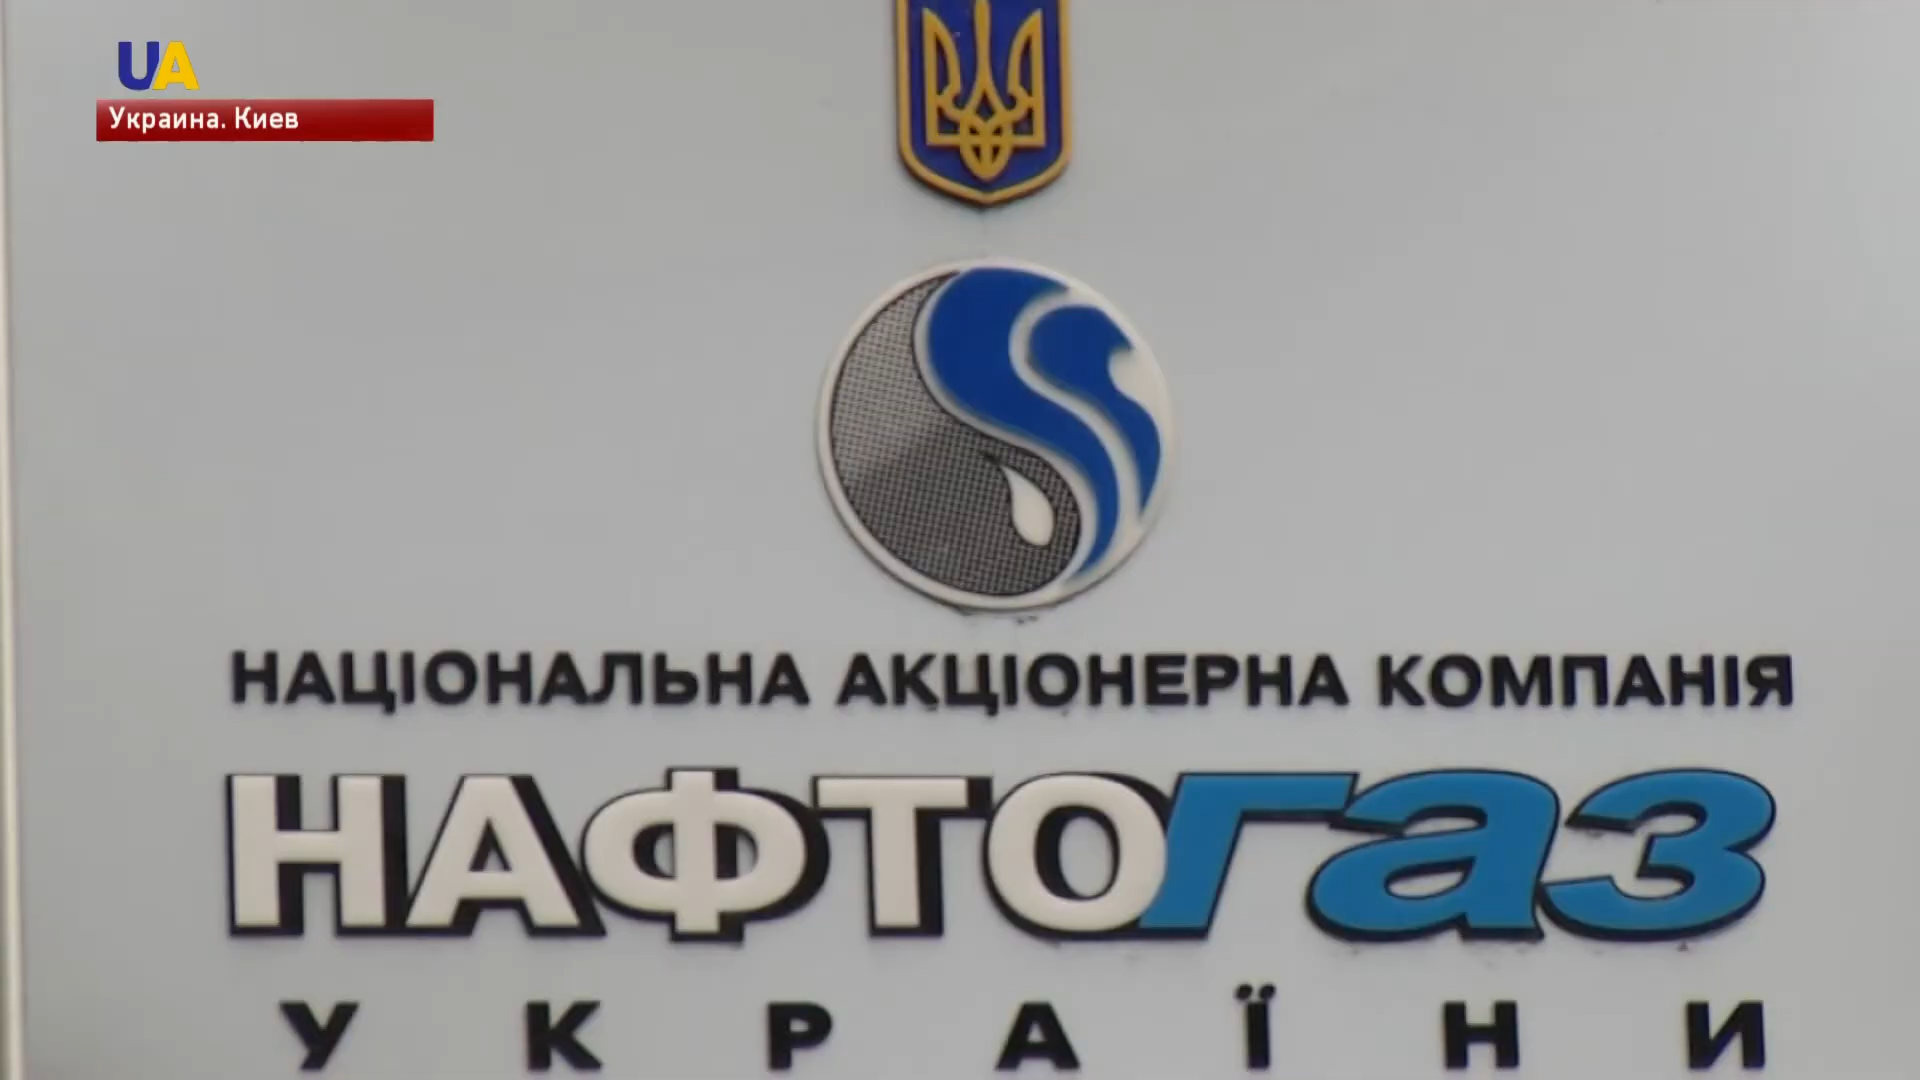 UA
Украина. Киев
НАЦІОНАЛЬНА АКЦІОНЕРНА КОМПАНІЯ
НАФТОгаз
УКРАЇНИ